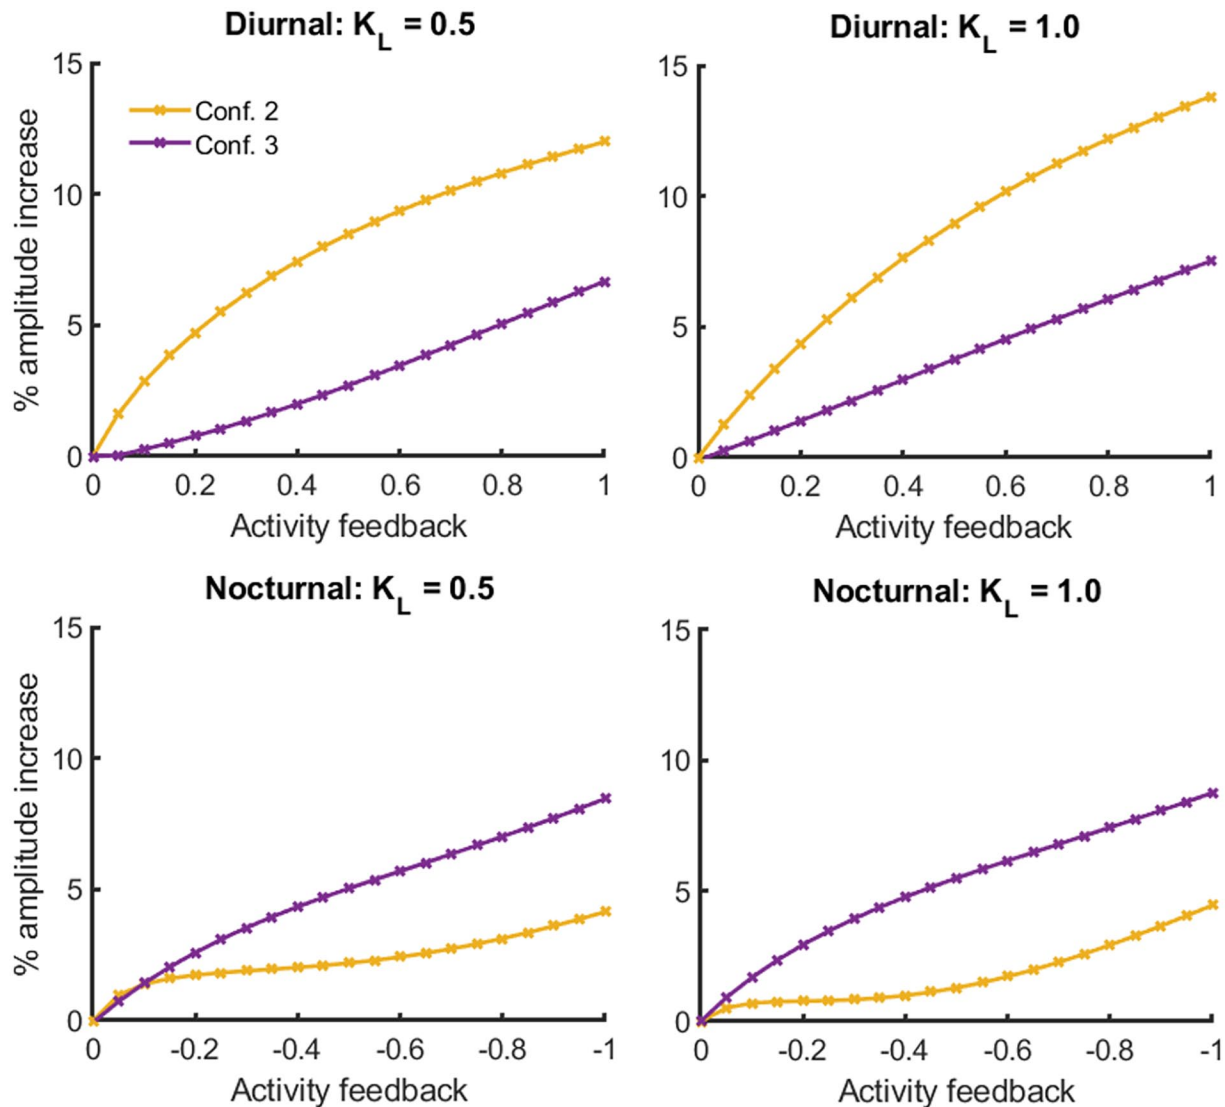 Diurnal: K_L = 0.5
15
10
5
0
% amplitude increase
Conf. 2
Conf. 3
0 0.2 0.4 0.6 0.8 1
Activity feedback
Diurnal: K_L = 1.0
15
10
5
0
0 0.2 0.4 0.6 0.8 1
Activity feedback
Nocturnal: K_L = 0.5
15
10
5
0
% amplitude increase
0 -0.2 -0.4 -0.6 -0.8 -1
Activity feedback
Nocturnal: K_L = 1.0
15
10
5
0
0 -0.2 -0.4 -0.6 -0.8 -1
Activity feedback